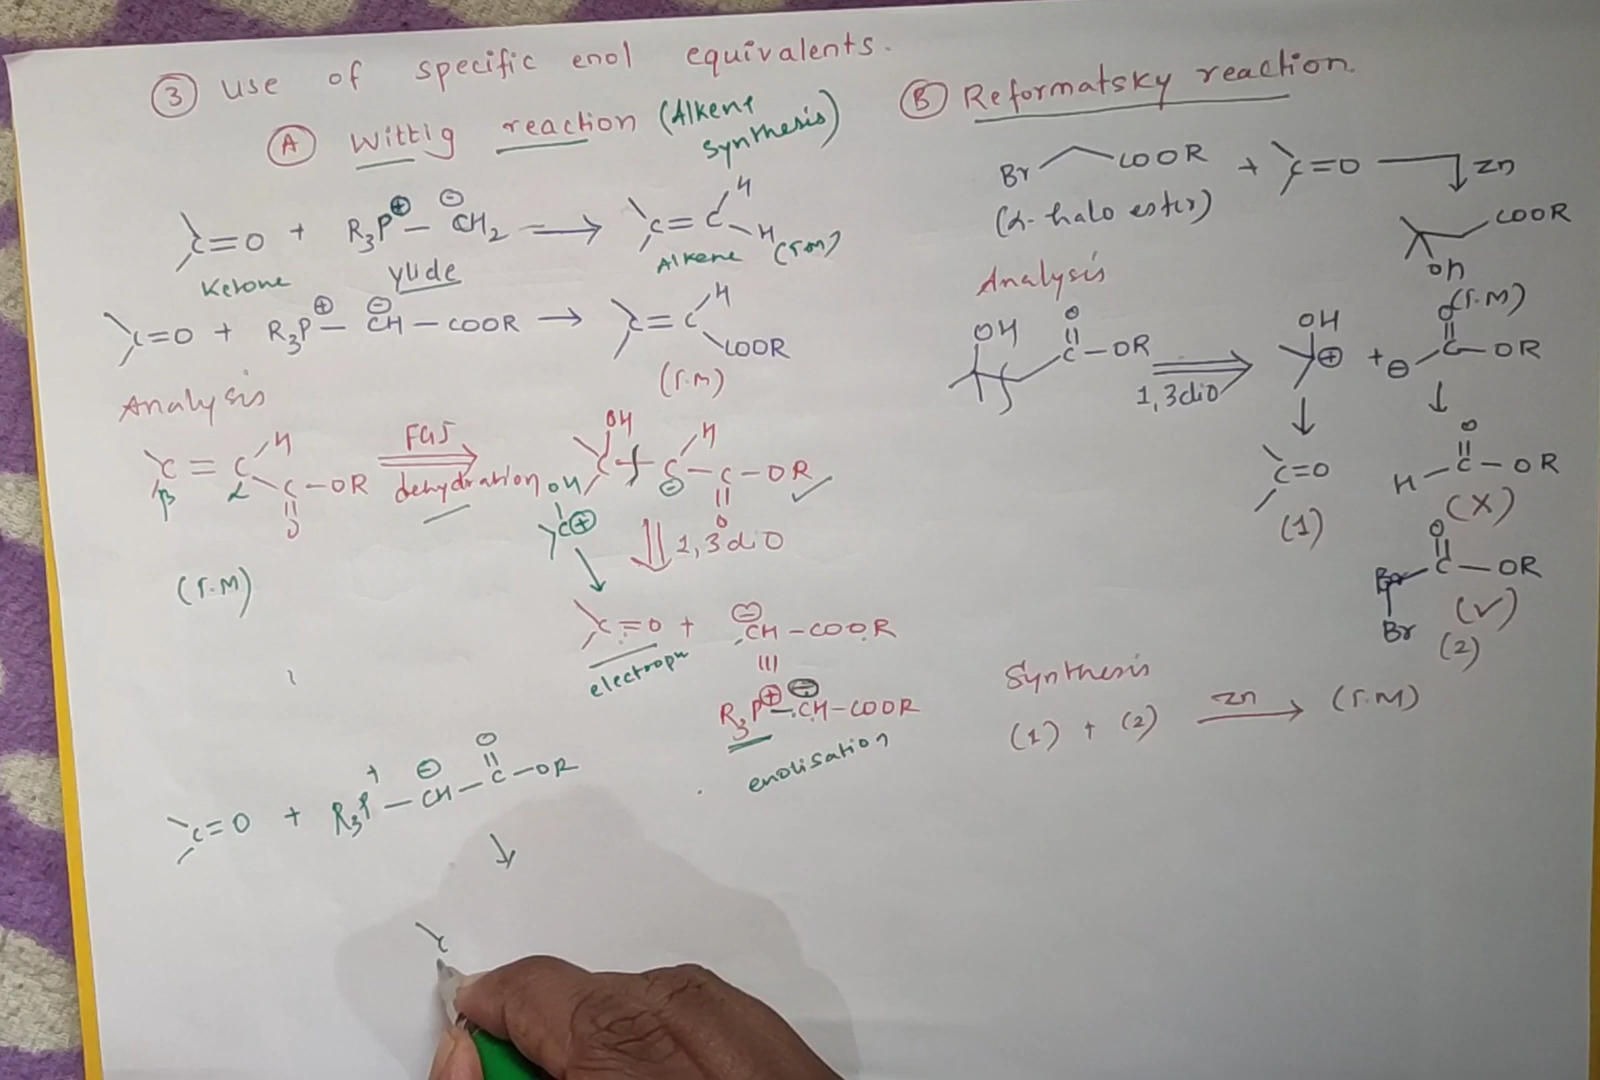 ③ use of specific enol equivalents.
Ⓐ Wittig reaction (Alkene
synthesis)
C=O + R3P⊕ – ⊖CH2 → C=C H H
Ketone ylide Alkene (T.M)
C=O + R3P⊕ – ⊖CH – COOR → C=C H COOR
(T.M)
Analysis
C = C H C – OR O
β α
FGI
dehydration
OH
C C H C – OR O
⊖
(T.M)
OH
C⊕
1,3 dio
C=O + ⊖CH – COOR
electroph
R3P⊕ – ⊖CH – COOR
enolisation
C=O + R3P+ – ⊖CH – C – OR O
C
Ⓑ Reformatsky reaction.
Br COOR + C=O Zn
(α-halo ester)
COOR
OH
(T.M)
Analysis
OH O C – OR 1,3 dio OH ⊕ + ⊖ O C – OR
C=O
(1)
H – C – OR O
(X)
O
C – OR
Br
(✓)
(2)
Synthesis
(1) + (2) Zn → (T.M)